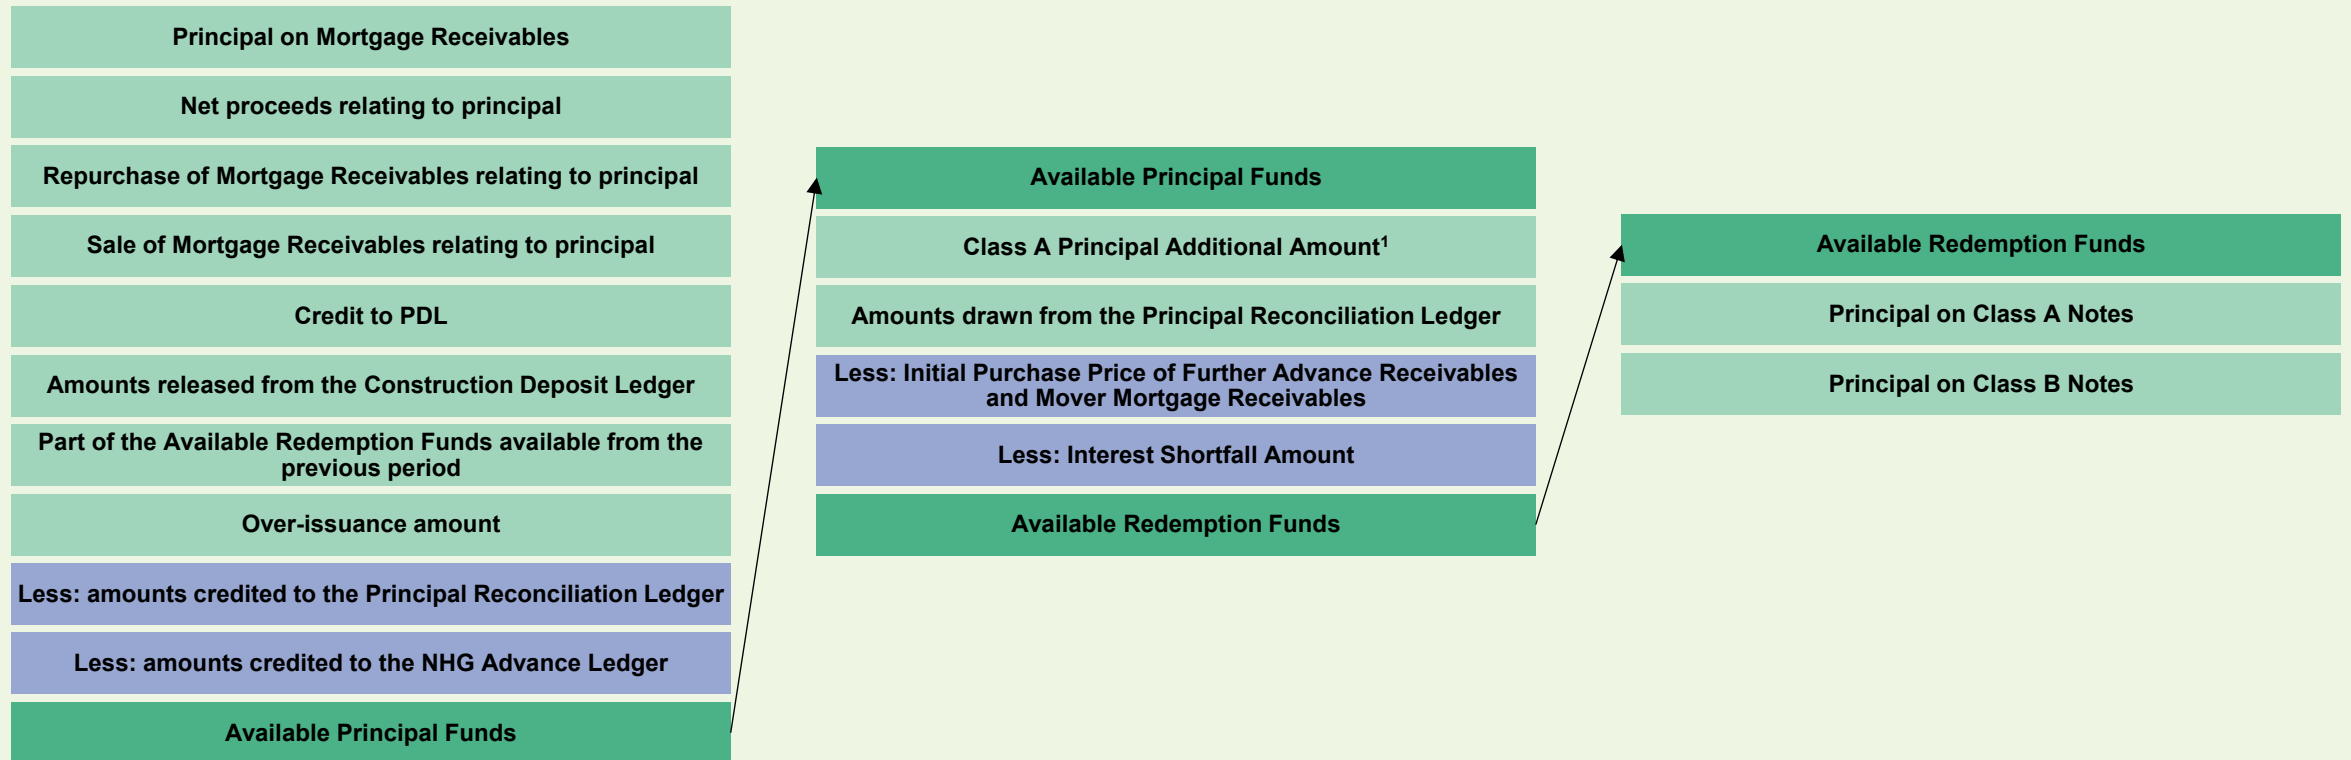 Principal on Mortgage Receivables
Net proceeds relating to principal
Repurchase of Mortgage Receivables relating to principal
Sale of Mortgage Receivables relating to principal
Credit to PDL
Amounts released from the Construction Deposit Ledger
Part of the Available Redemption Funds available from the
previous period
Over-issuance amount
Less: amounts credited to the Principal Reconciliation Ledger
Less: amounts credited to the NHG Advance Ledger
Available Principal Funds
Available Principal Funds
Class A Principal Additional Amount¹
Amounts drawn from the Principal Reconciliation Ledger
Less: Initial Purchase Price of Further Advance Receivables
and Mover Mortgage Receivables
Less: Interest Shortfall Amount
Available Redemption Funds
Available Redemption Funds
Principal on Class A Notes
Principal on Class B Notes